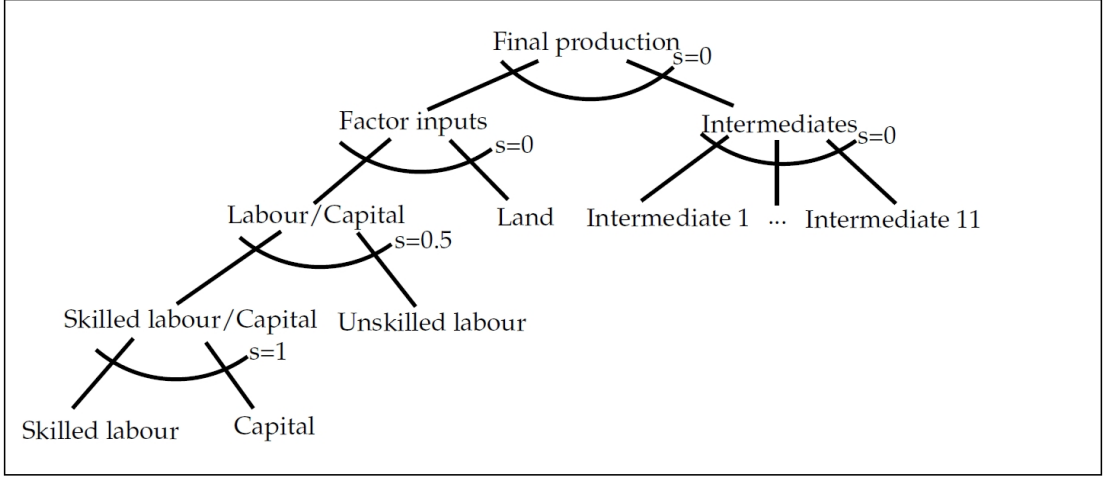 Final production
s=0
Factor inputs
Intermediates
s=0
s=0
Labour/Capital
Land
Intermediate 1 ... Intermediate 11
s=0.5
Skilled labour/Capital
Unskilled labour
s=1
Skilled labour
Capital